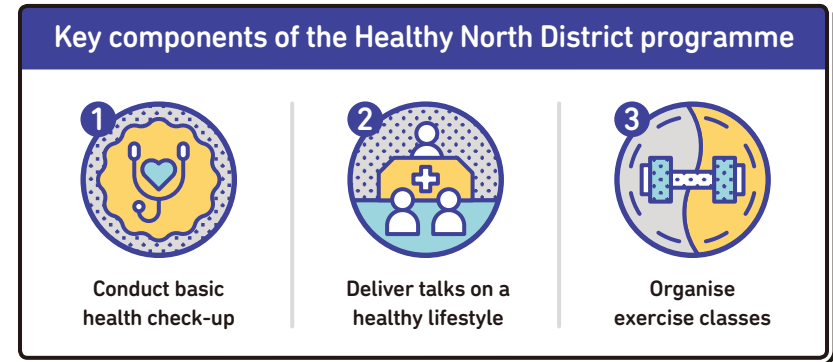 Key components of the Healthy North District programme
1
Conduct basic
health check-up
2
Deliver talks on a
healthy lifestyle
3
Organise
exercise classes